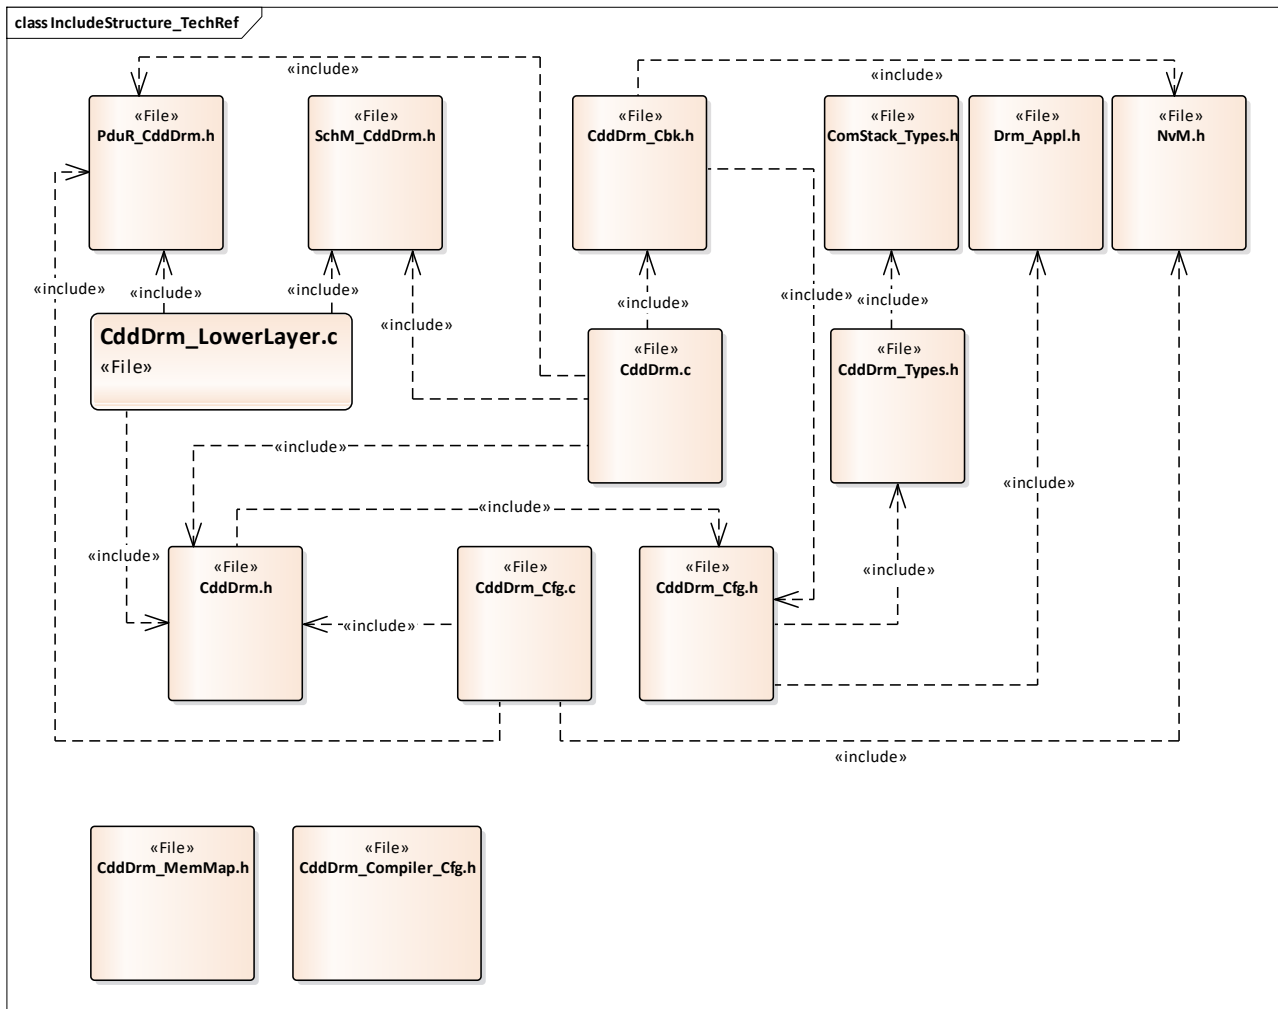 class IncludeStructure_TechRef
«include»
«include»
«File»
PduR_CddDrm.h
«File»
SchM_CddDrm.h
«File»
CddDrm_Cbk.h
«File»
ComStack_Types.h
«File»
Drm_Appl.h
«File»
NvM.h
«include»
«include»
«include»
«include»
«include»
«include»
«include»
CddDrm_LowerLayer.c
«File»
«File»
CddDrm.c
«File»
CddDrm_Types.h
«include»
«include»
«include»
«include»
«include»
«File»
CddDrm.h
«File»
CddDrm_Cfg.c
«File»
CddDrm_Cfg.h
«include»
«include»
«include»
«File»
CddDrm_MemMap.h
«File»
CddDrm_Compiler_Cfg.h